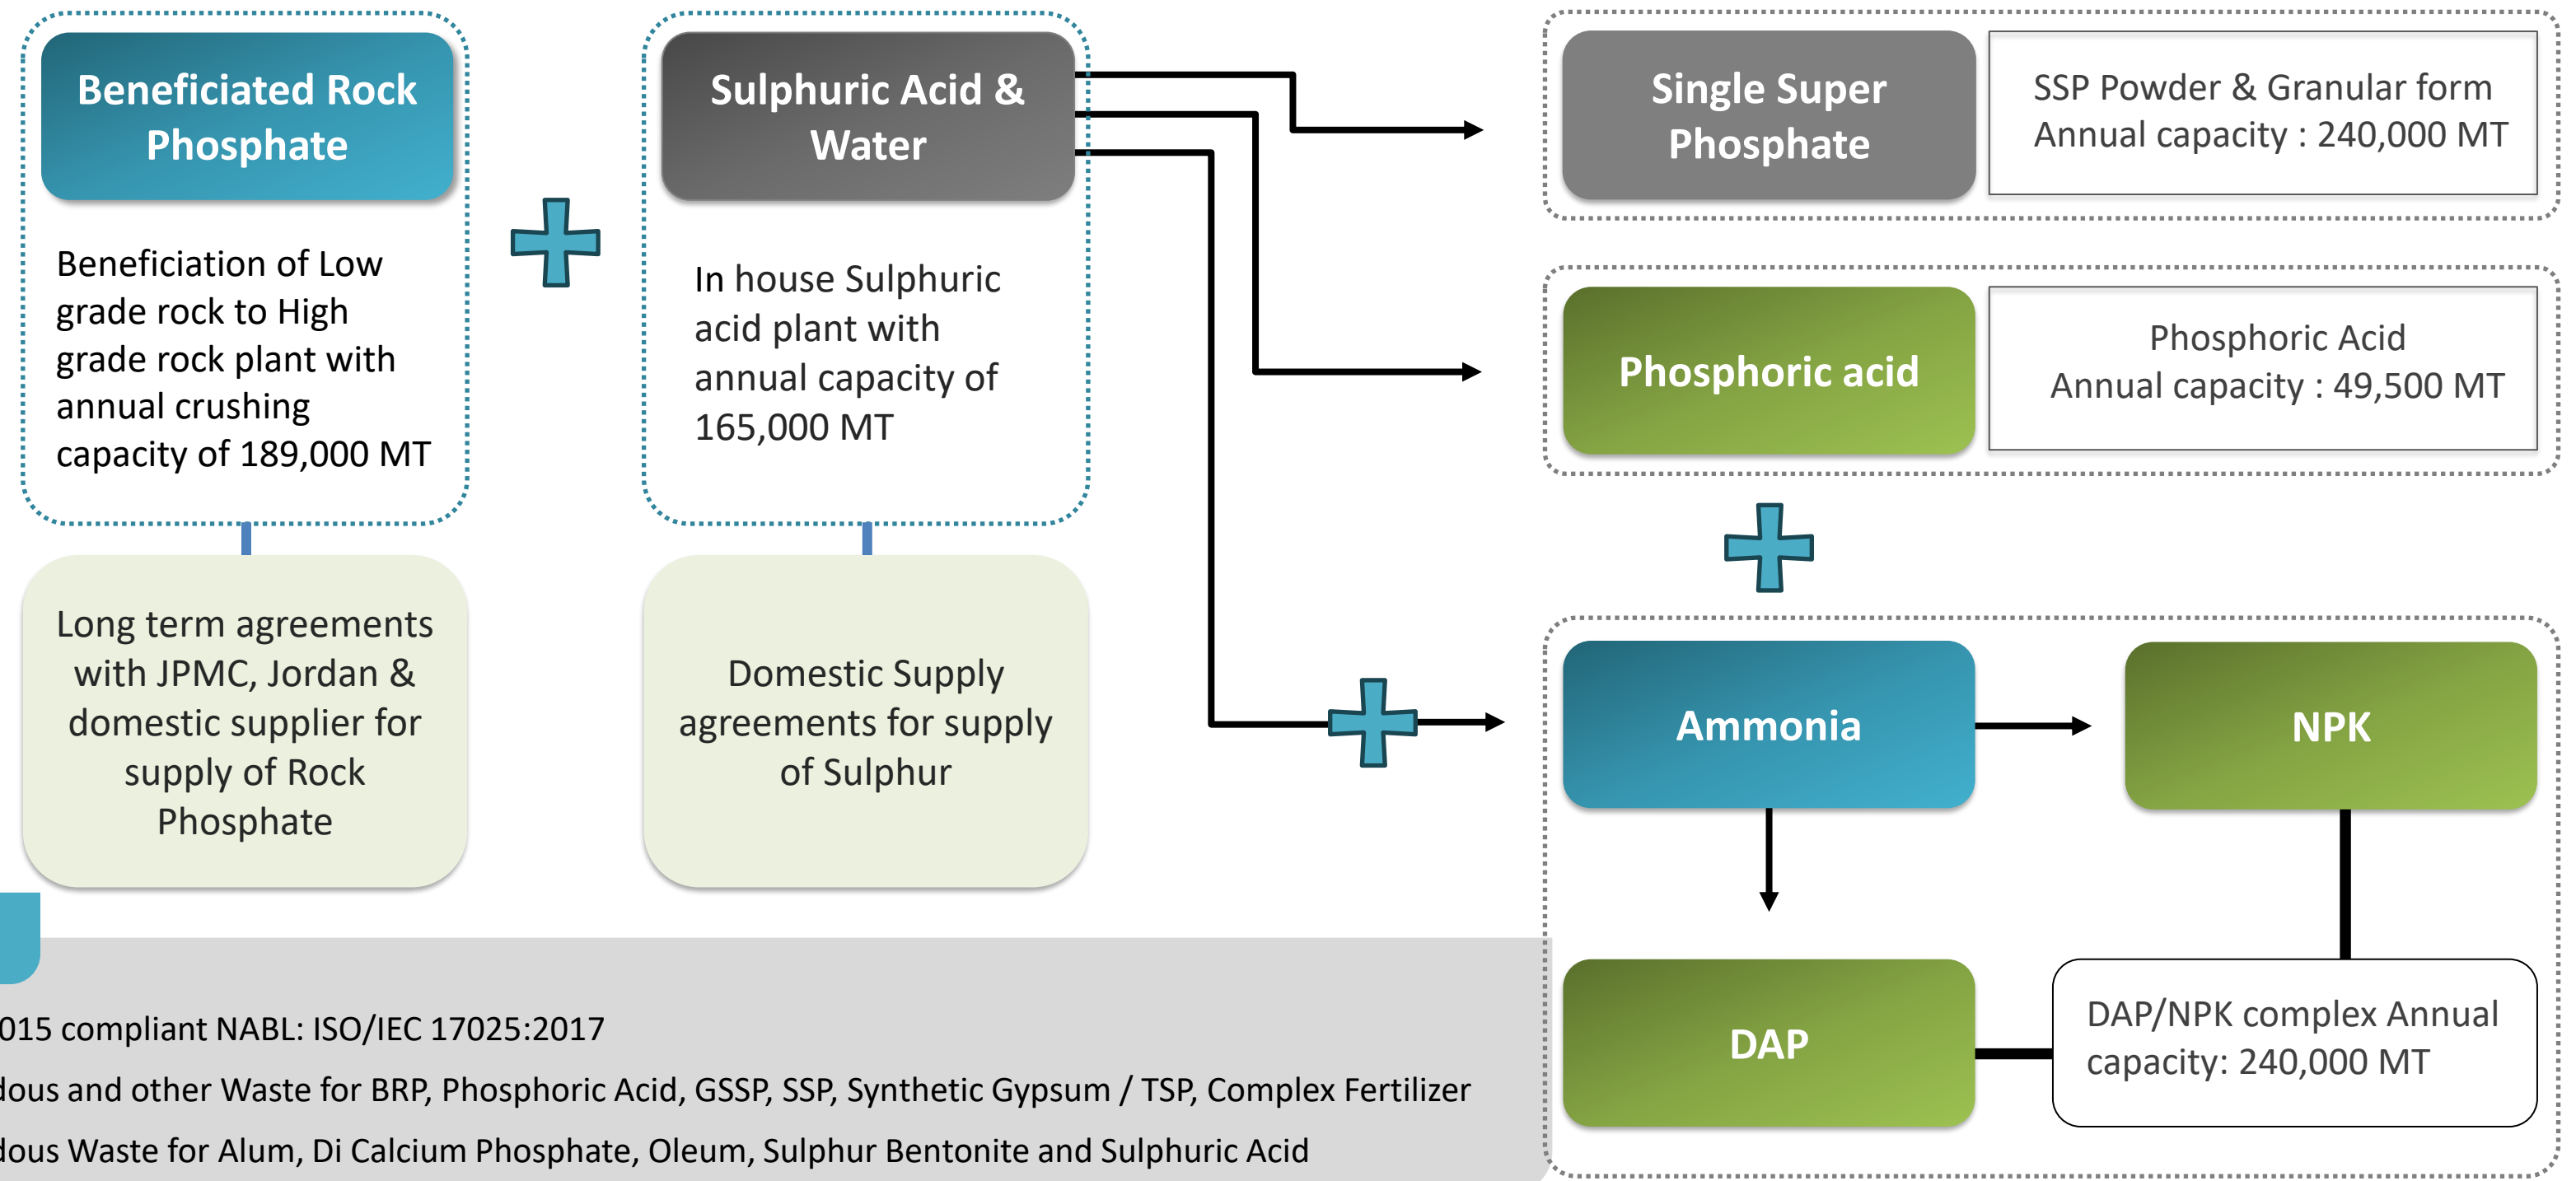 Beneficiated Rock
Phosphate
Beneficiation of Low
grade rock to High
grade rock plant with
annual crushing
capacity of 189,000 MT
Long term agreements
with JPMC, Jordan &
domestic supplier for
supply of Rock
Phosphate
Sulphuric Acid &
Water
In house Sulphuric
acid plant with
annual capacity of
165,000 MT
Domestic Supply
agreements for supply
of Sulphur
Single Super
Phosphate
SSP Powder & Granular form
Annual capacity : 240,000 MT
Phosphoric acid
Phosphoric Acid
Annual capacity : 49,500 MT
Ammonia
NPK
DAP
DAP/NPK complex Annual
capacity: 240,000 MT
015 compliant NABL: ISO/IEC 17025:2017
dous and other Waste for BRP, Phosphoric Acid, GSSP, SSP, Synthetic Gypsum / TSP, Complex Fertilizer
dous Waste for Alum, Di Calcium Phosphate, Oleum, Sulphur Bentonite and Sulphuric Acid